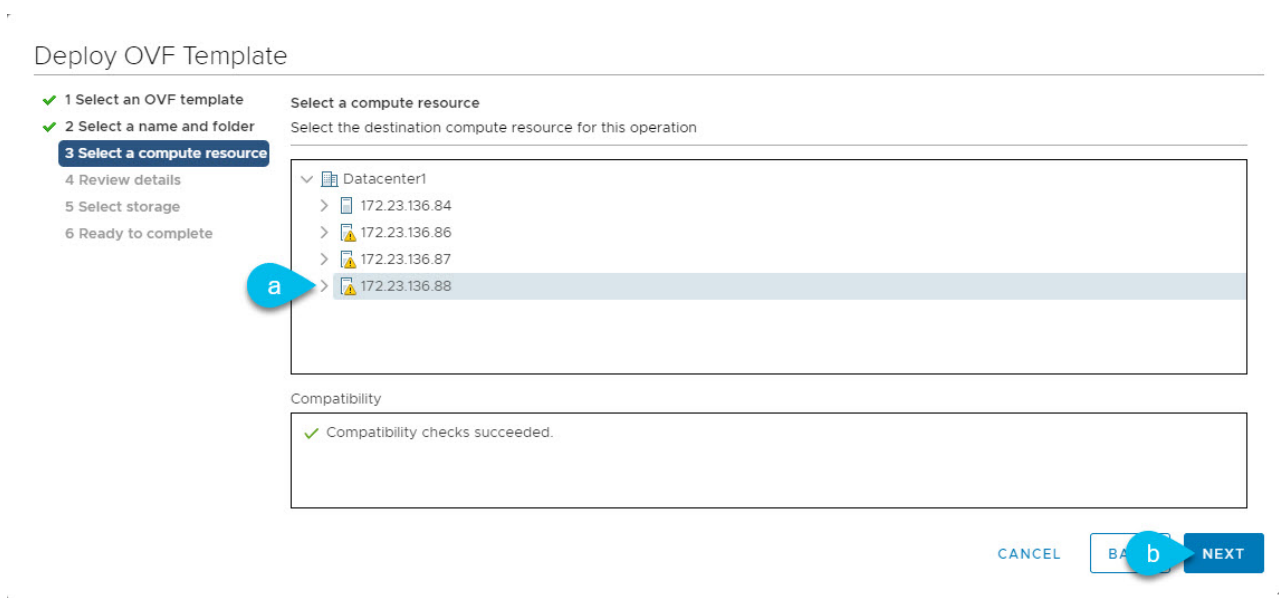 Deploy OVF Template
1 Select an OVF template
2 Select a name and folder
3 Select a compute resource
4 Review details
5 Select storage
6 Ready to complete
Select a compute resource
Select the destination compute resource for this operation
Datacenter1
172.23.136.84
172.23.136.86
172.23.136.87
a
172.23.136.88
Compatibility
Compatibility checks succeeded.
CANCEL
b
NEXT